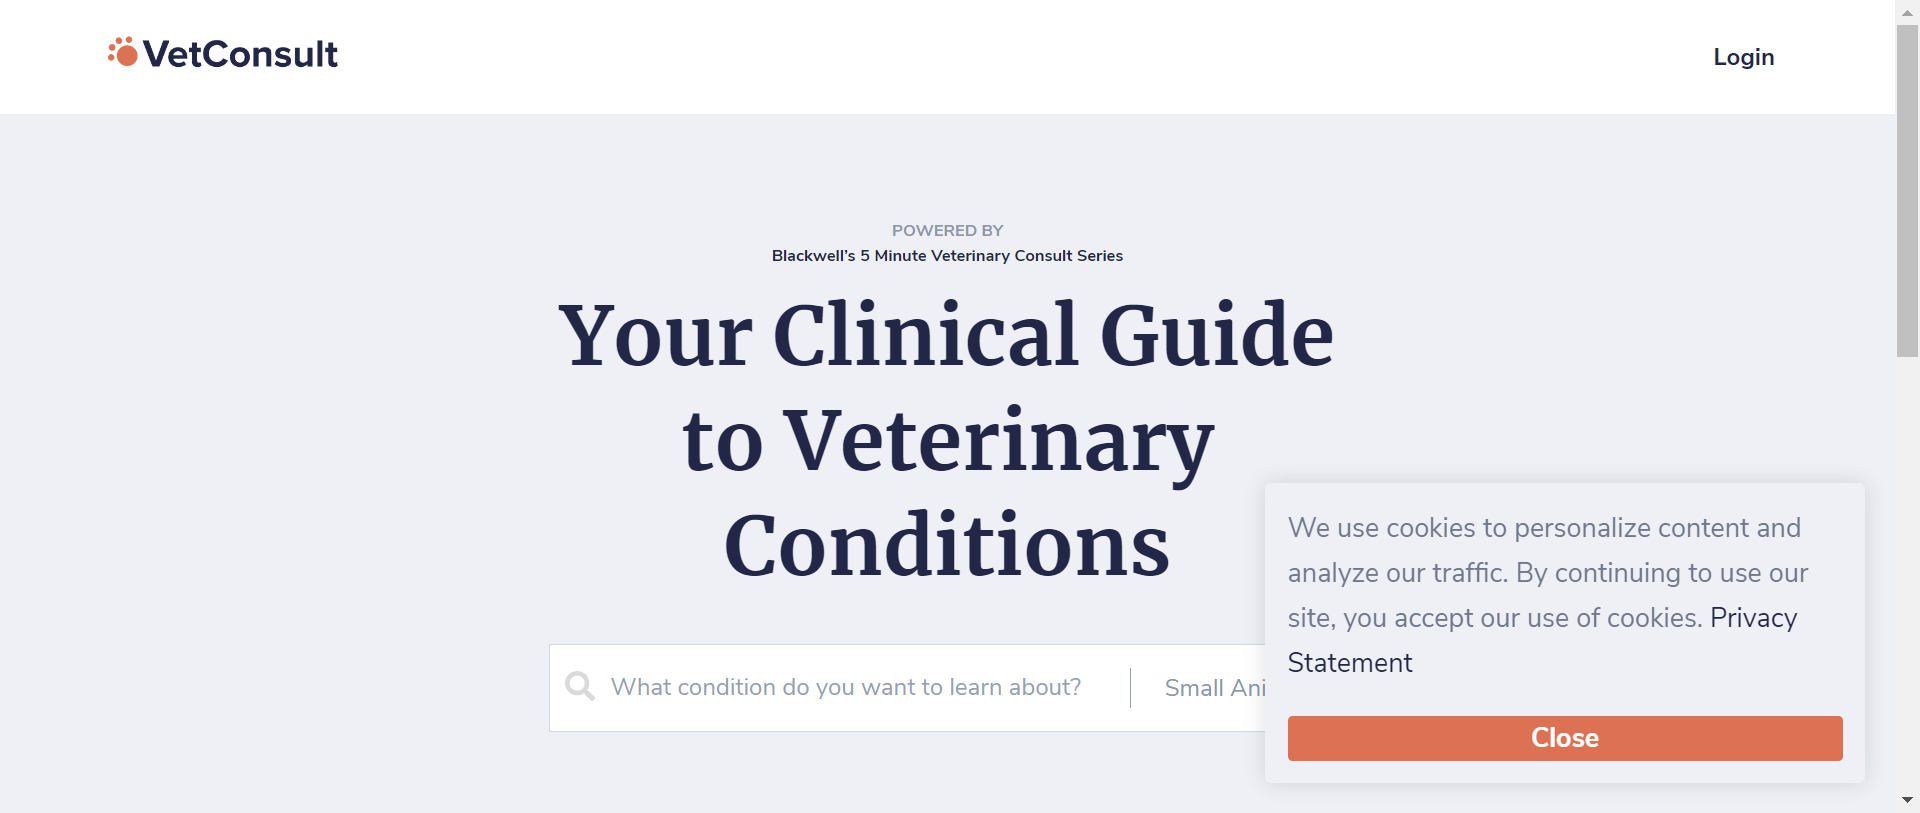 VetConsult
Login
POWERED BY
Blackwell’s 5 Minute Veterinary Consult Series
Your Clinical Guide
to Veterinary
Conditions
What condition do you want to learn about?
Small Ani
We use cookies to personalize content and
analyze our traffic. By continuing to use our
site, you accept our use of cookies. Privacy
Statement
Close